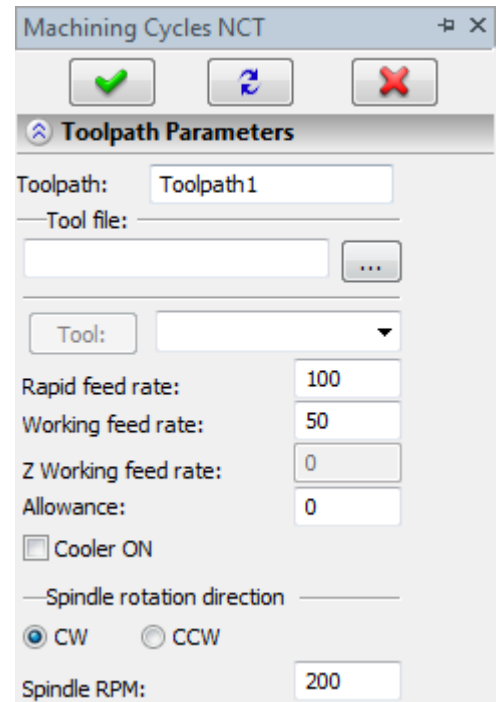 Machining Cycles NCT
Toolpath Parameters
Toolpath: Toolpath1
Tool file:
...
Tool:
Rapid feed rate: 100
Working feed rate: 50
Z Working feed rate: 0
Allowance: 0
Cooler ON
Spindle rotation direction
CW CCW
Spindle RPM: 200